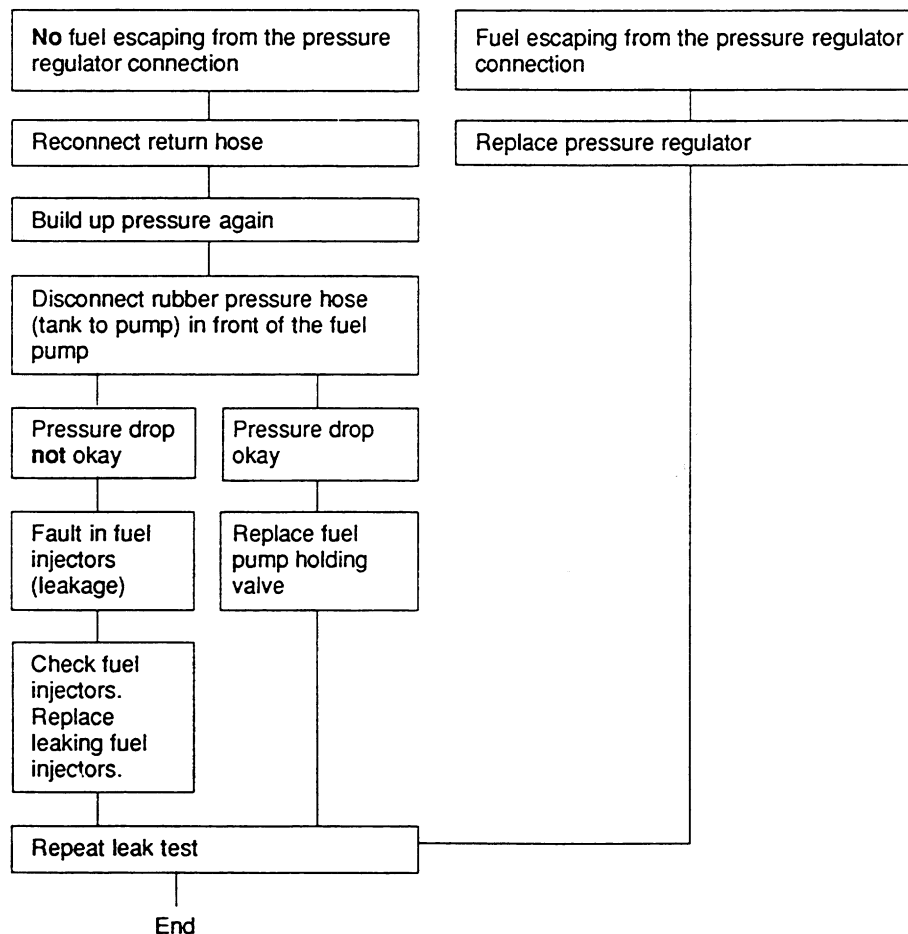 No fuel escaping from the pressure
regulator connection
Fuel escaping from the pressure regulator
connection
Reconnect return hose
Replace pressure regulator
Build up pressure again
Disconnect rubber pressure hose
(tank to pump) in front of the fuel
pump
Pressure drop
not okay
Pressure drop
okay
Fault in fuel
injectors
(leakage)
Replace fuel
pump holding
valve
Check fuel
injectors.
Replace
leaking fuel
injectors.
Repeat leak test
End